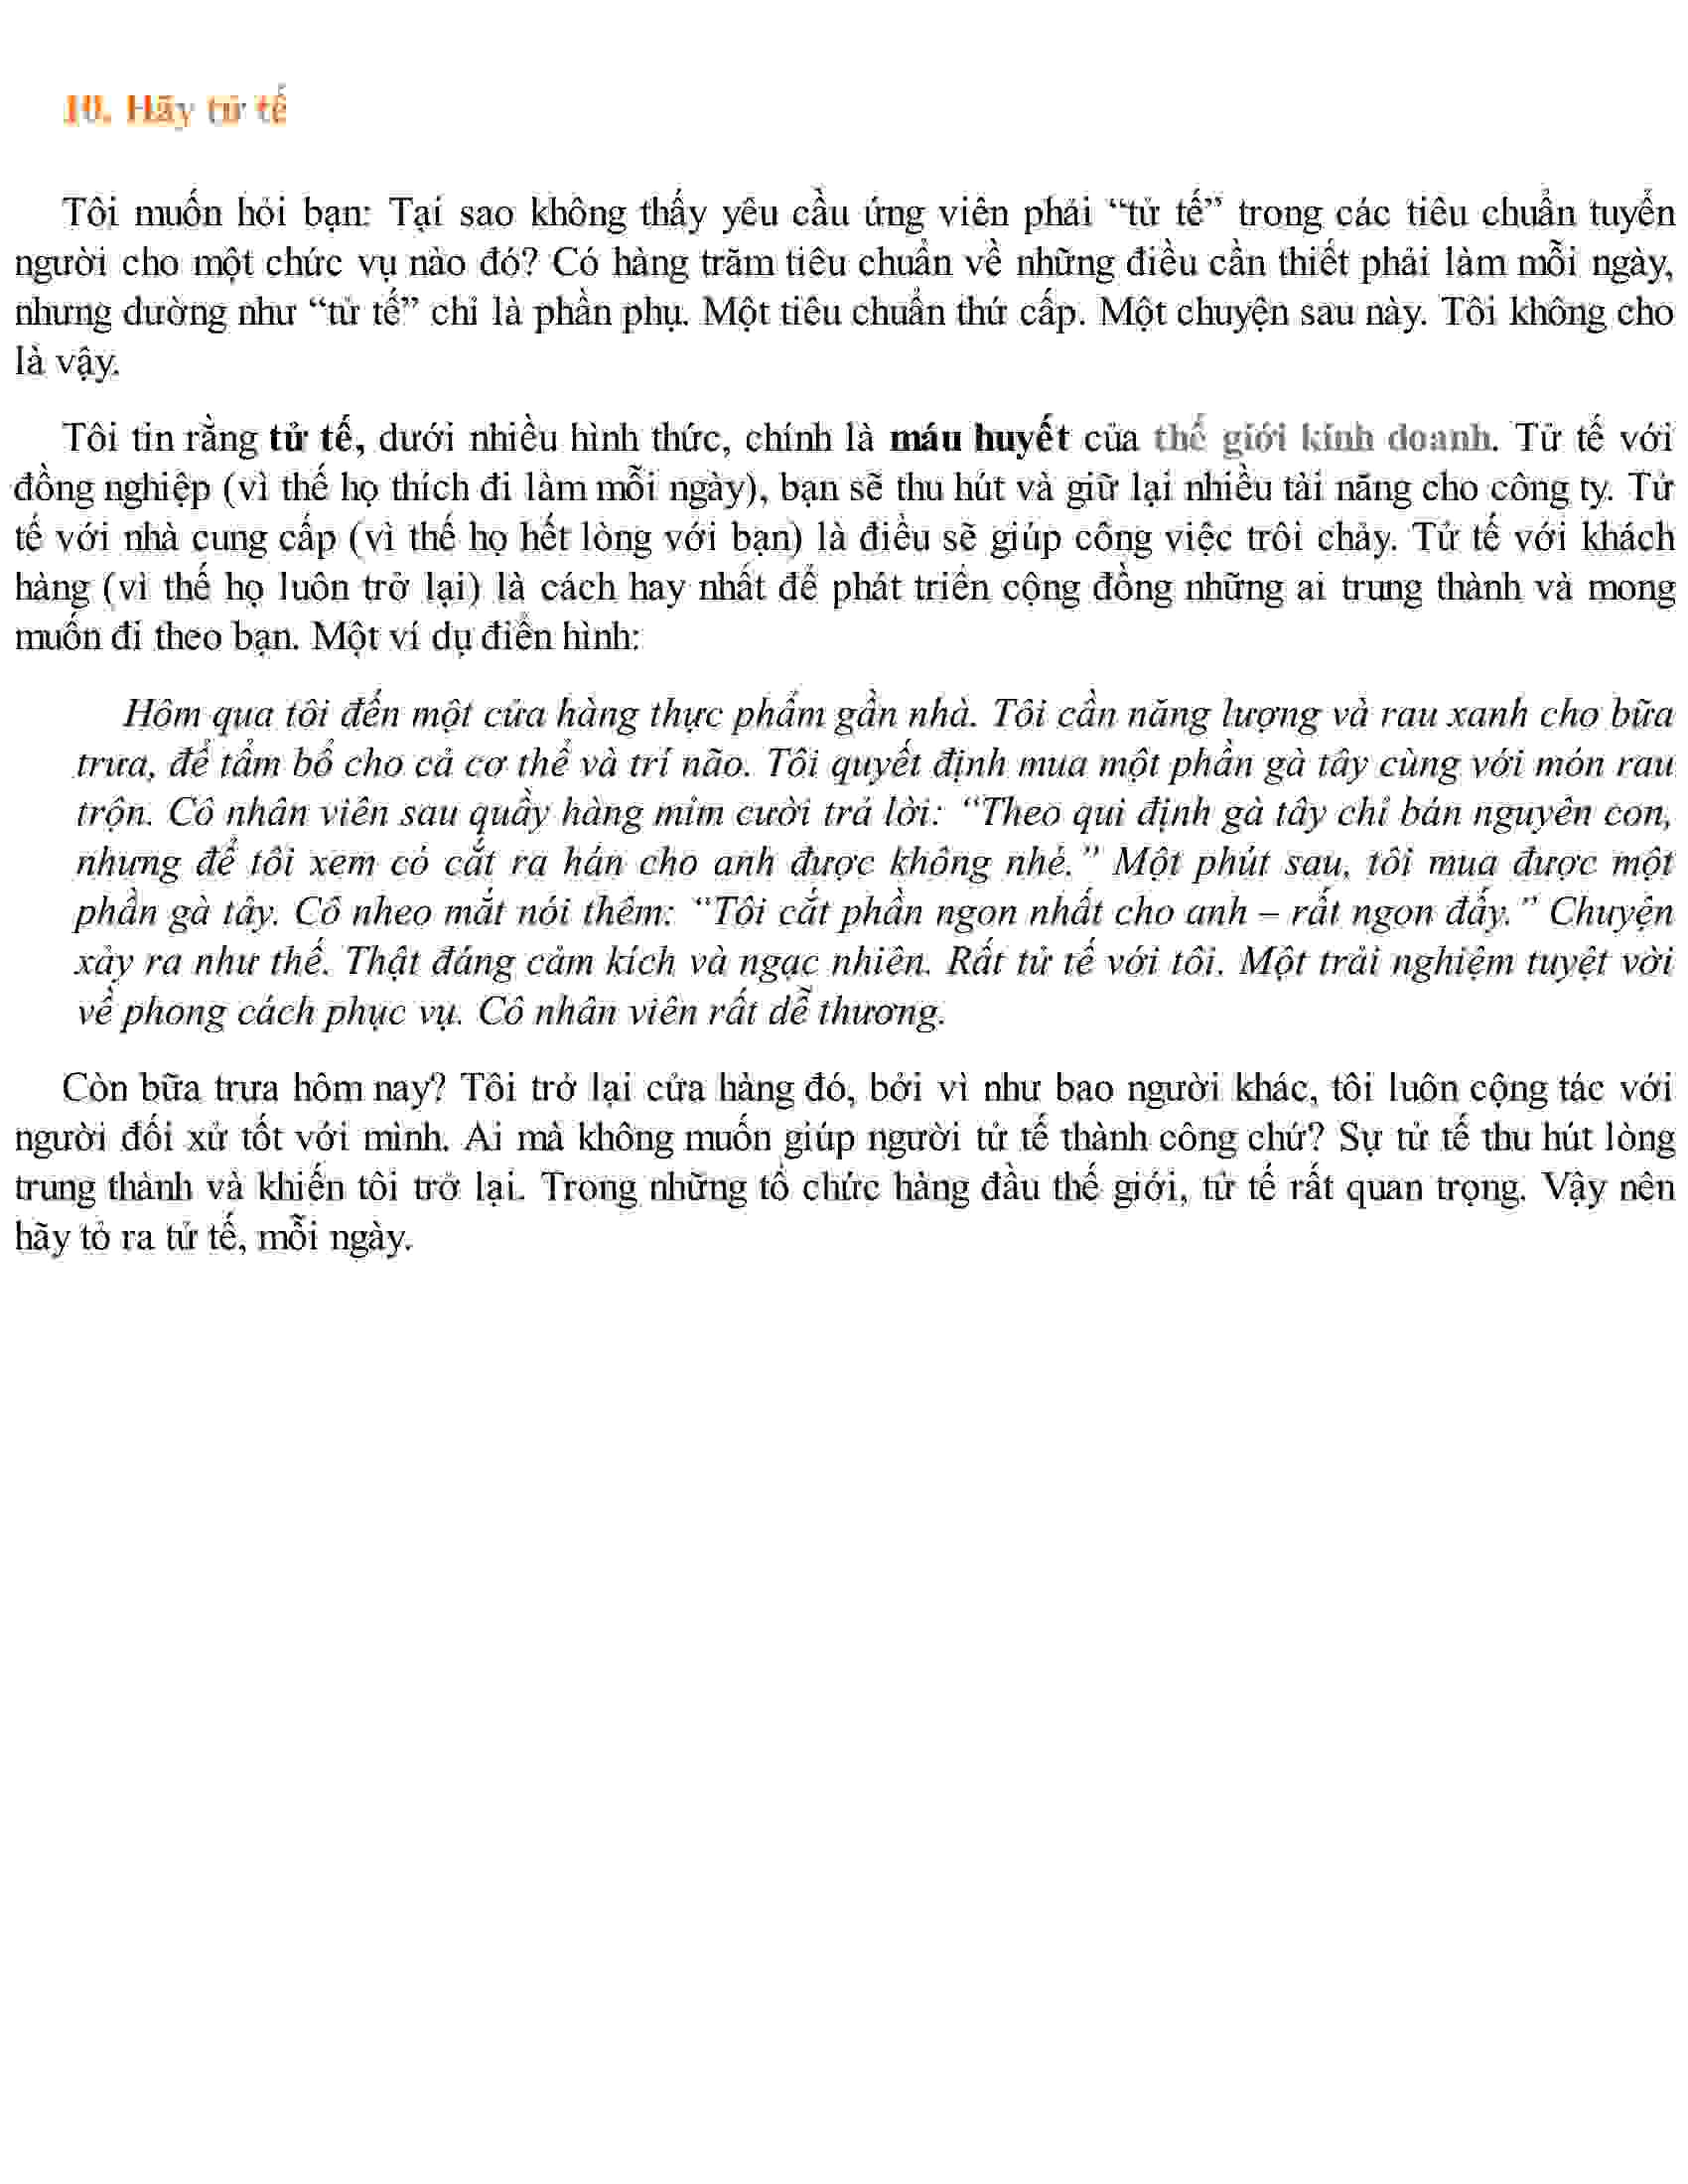 10. Hãy tử tế
Tôi muốn hỏi bạn: Tại sao không thấy yêu cầu ứng viên phải “tử tế” trong các tiêu chuẩn tuyển
người cho một chức vụ nào đó? Có hàng trăm tiêu chuẩn về những điều cần thiết phải làm mỗi ngày,
nhưng dường như “tử tế” chỉ là phần phụ. Một tiêu chuẩn thứ cấp. Một chuyện sau này. Tôi không cho
là vậy.
Tôi tin rằng tử tế, dưới nhiều hình thức, chính là máu huyết của thế giới kinh doanh. Tử tế với
đồng nghiệp (vì thế họ thích đi làm mỗi ngày), bạn sẽ thu hút và giữ lại nhiều tài năng cho công ty. Tử
tế với nhà cung cấp (vì thế họ hết lòng với bạn) là điều sẽ giúp công việc trôi chảy. Tử tế với khách
hàng (vì thế họ luôn trở lại) là cách hay nhất để phát triển cộng đồng những ai trung thành và mong
muốn đi theo bạn. Một ví dụ điển hình:
Hôm qua tôi đến một cửa hàng thực phẩm gần nhà. Tôi cần năng lượng và rau xanh cho bữa
trưa, để tẩm bổ cho cả cơ thể và trí não. Tôi quyết định mua một phần gà tây cùng với món rau
trộn. Cô nhân viên sau quầy hàng mỉm cười trả lời: “Theo qui định gà tây chỉ bán nguyên con,
nhưng để tôi xem có cắt ra bán cho anh được không nhé.” Một phút sau, tôi mua được một
phần gà tây. Cô nheo mắt nói thêm: “Tôi cắt phần ngon nhất cho anh – rất ngon đấy.” Chuyện
xảy ra như thế. Thật đáng cảm kích và ngạc nhiên. Rất tử tế với tôi. Một trải nghiệm tuyệt vời
về phong cách phục vụ. Cô nhân viên rất dễ thương.
Còn bữa trưa hôm nay? Tôi trở lại cửa hàng đó, bởi vì như bao người khác, tôi luôn cộng tác với
người đối xử tốt với mình. Ai mà không muốn giúp người tử tế thành công chứ? Sự tử tế thu hút lòng
trung thành và khiến tôi trở lại. Trong những tổ chức hàng đầu thế giới, tử tế rất quan trọng. Vậy nên
hãy tỏ ra tử tế, mỗi ngày.